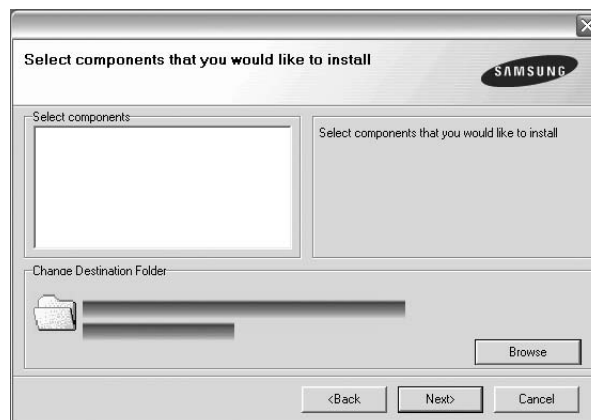 Select components that you would like to install
SAMSUNG
Select components
Select components that you would like to install
Change Destination Folder
Browse
<Back
Next>
Cancel